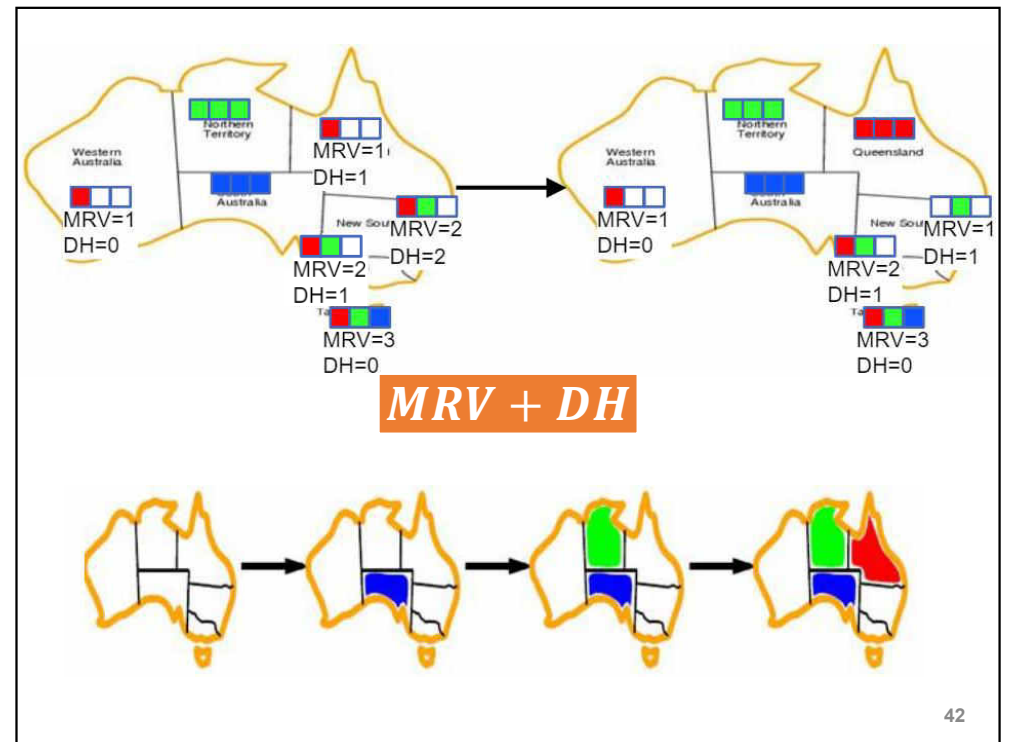 Northern
Territory
Western
Australia
MRV=1
DH=1
Australia
MRV=1
DH=0
New Sou
MRV=2
DH=2
MRV=2
DH=1
Ta
MRV=3
DH=0
Northern
Territory
Western
Australia
Queensland
Australia
MRV=1
DH=0
New Sou
MRV=1
DH=1
MRV=2
DH=1
Ta
MRV=3
DH=0
MRV + DH
42